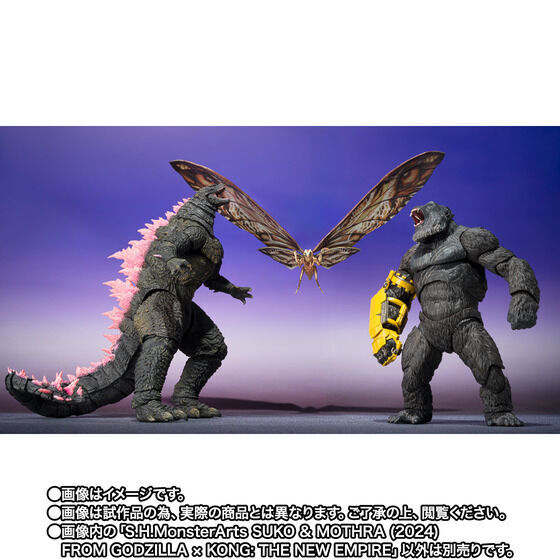 ●画像はイメージです。
●画像は試作品の為、実際の商品とは異なります。ご了承の上、閲覧ください。
●画像内の「S.H.MonsterArts SUKO & MOTHRA (2024)
FROM GODZILLA × KONG: THE NEW EMPIRE」以外は別売りです。